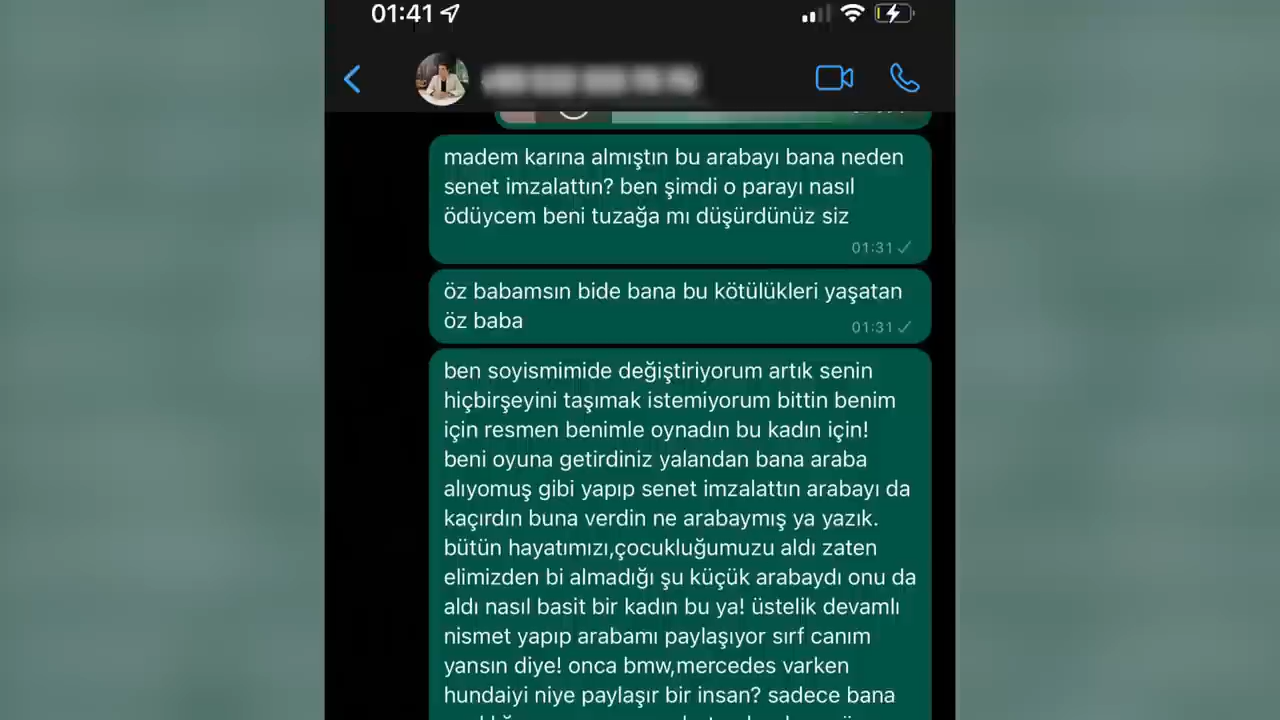 01:41
madem karına almıştın bu arabayı bana neden
senet imzalattın? ben şimdi o parayı nasıl
ödüycem beni tuzağa mı düşürdünüz siz
01:31
öz babamsın bide bana bu kötülükleri yaşatan
öz baba
01:31
ben soyismimide değiştiriyorum artık senin
hiçbirşeyini taşımak istemiyorum bittin benim
için resmen benimle oynadın bu kadın için!
beni oyuna getirdiniz yalandan bana araba
alıyomuş gibi yapıp senet imzalattın arabayı da
kaçırdın buna verdin ne arabaymış ya yazık.
bütün hayatımızı,çocukluğumuzu aldı zaten
elimizden bi almadığı şu küçük arabaydı onu da
aldı nasıl basit bir kadın bu ya! üstelik devamlı
nismet yapıp arabamı paylaşıyor sırf canım
yansın diye! onca bmw,mercedes varken
hundaiyi niye paylaşır bir insan? sadece bana